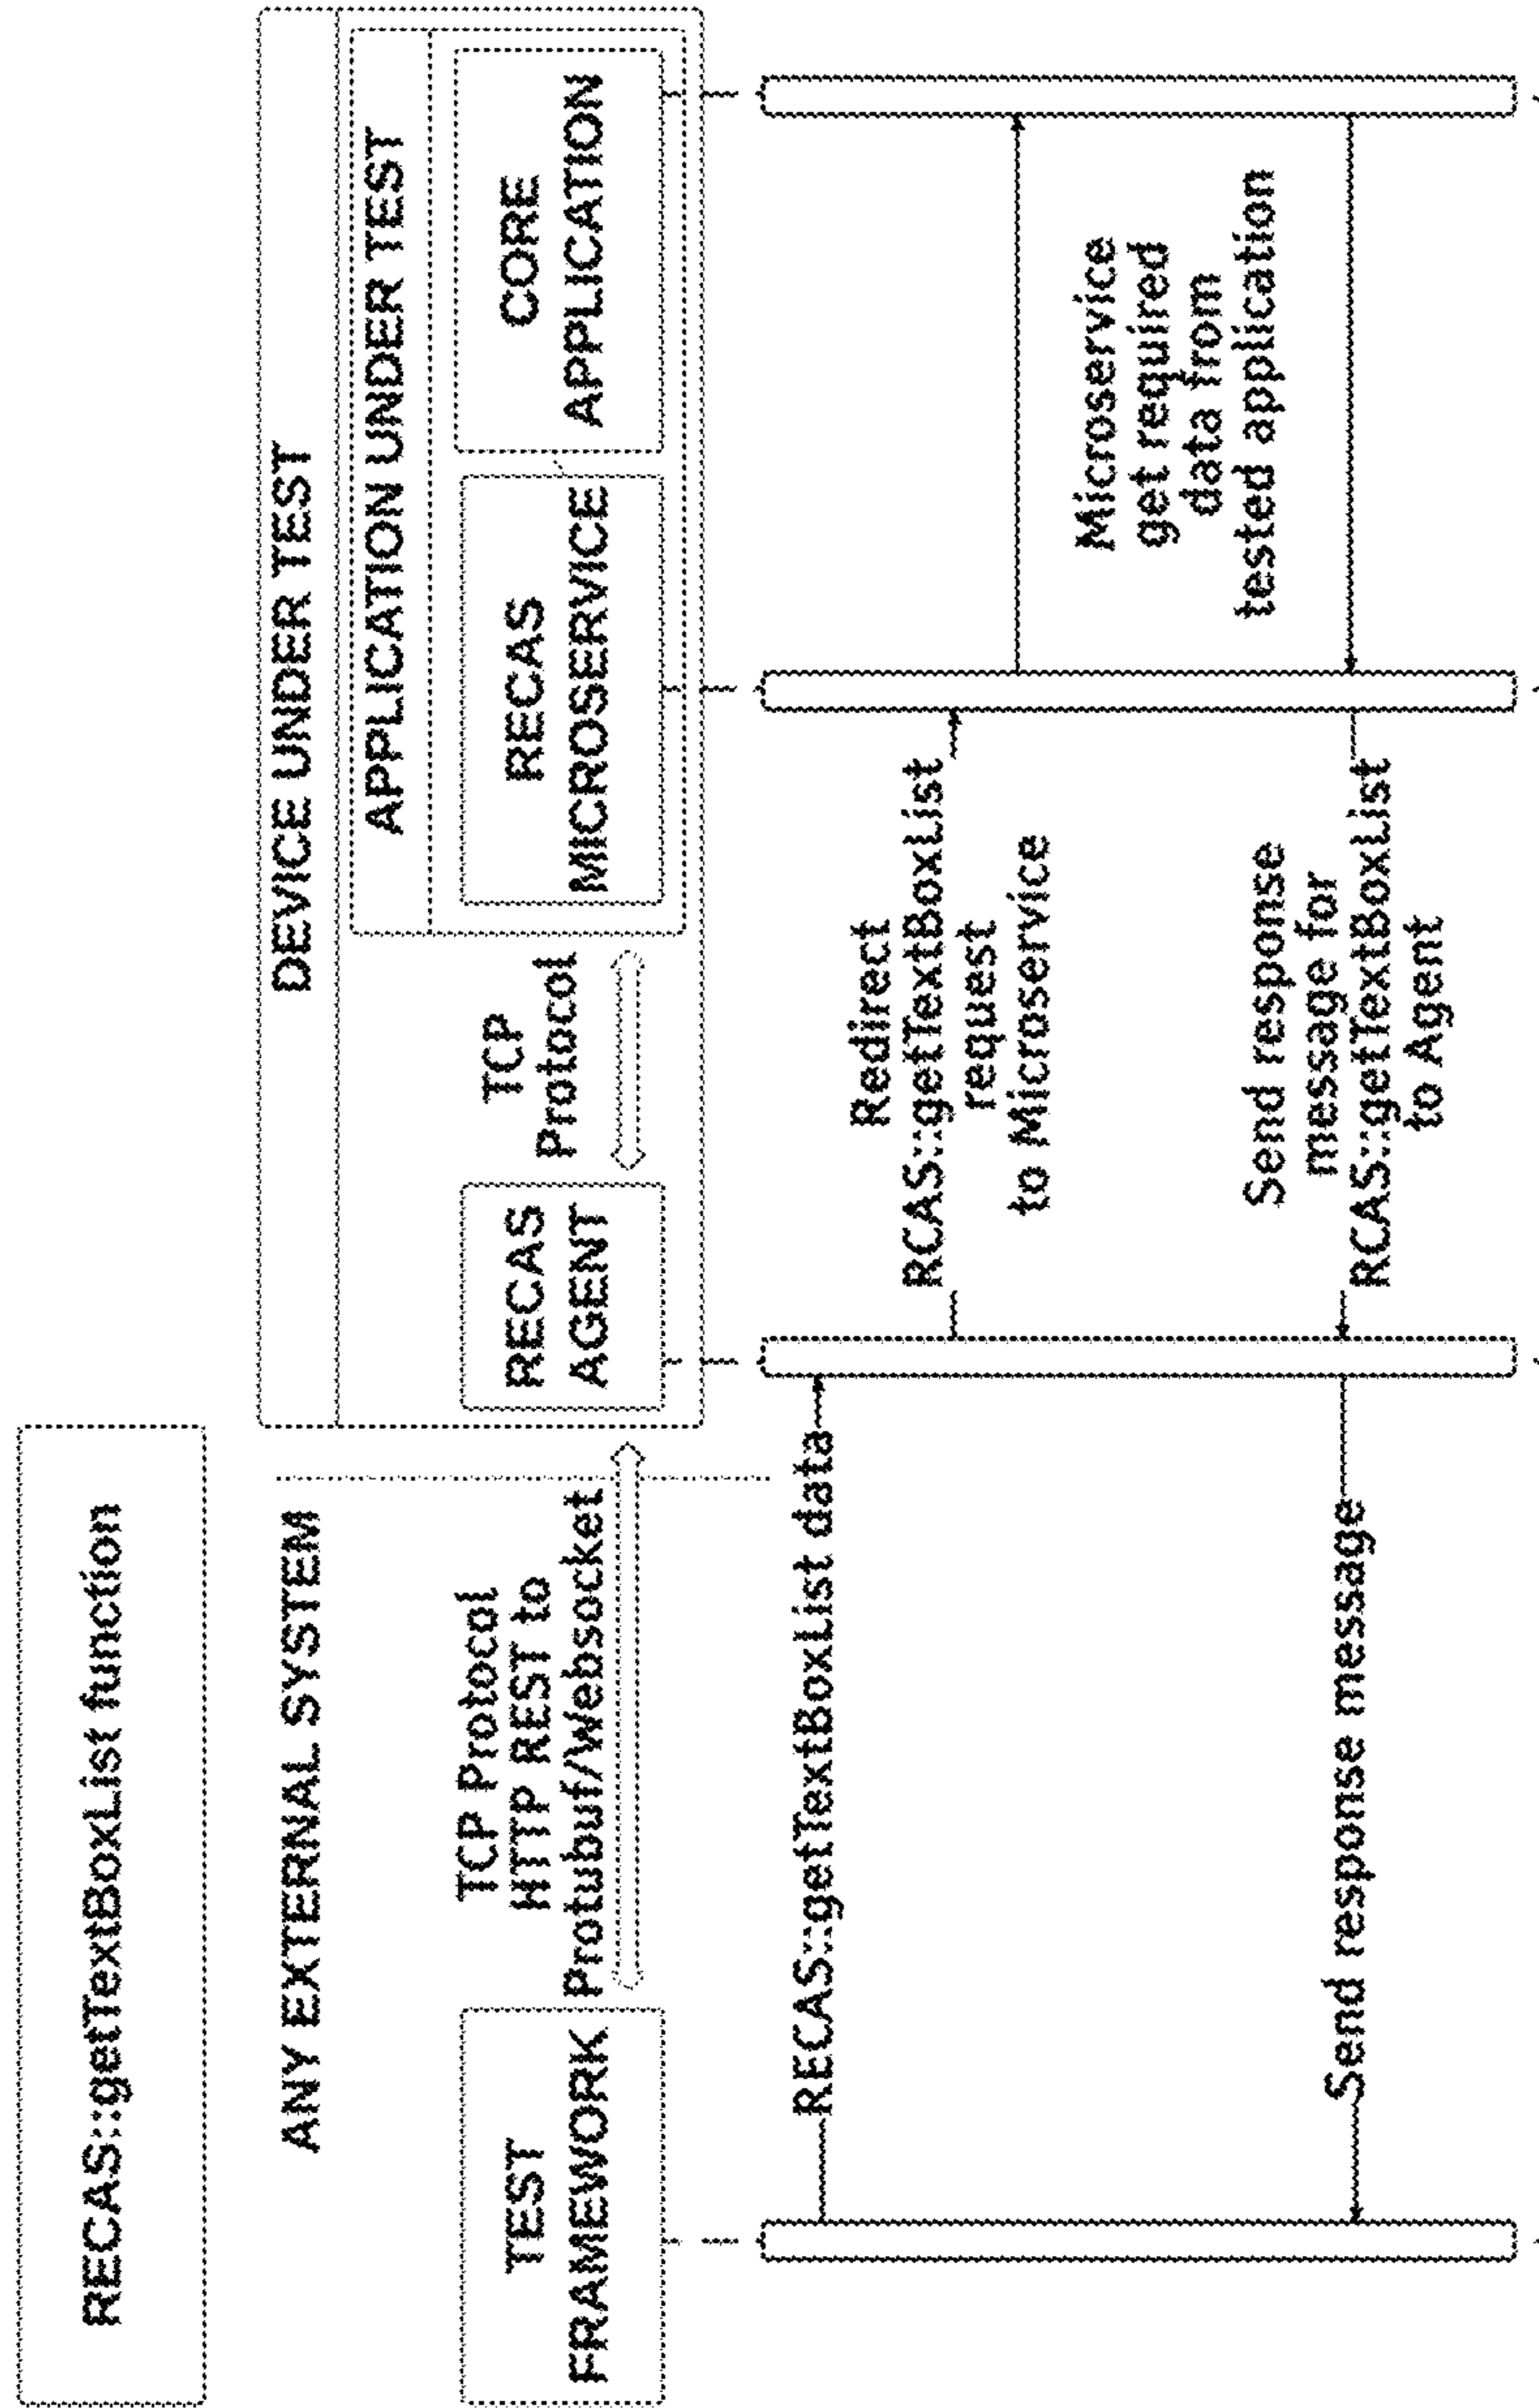 RECAS::getTextBoxList function
ANY EXTERNAL SYSTEM
DEVICE UNDER TEST
APPLICATION UNDER TEST
TEST
FRAMEWORK
TCP Protocol
HTTP REST to
Protubuf/Websocket
RECAS
AGENT
TCP
Protocol
RECAS
MICROSERVICE
CORE
APPLICATION
RECAS::getTextBoxList data
Redirect
RCAS::getTextBoxList
request
to Microservice
Microservice
get required
data from
tested application
Send response
message for
RCAS::getTextBoxList
to Agent
Send response message